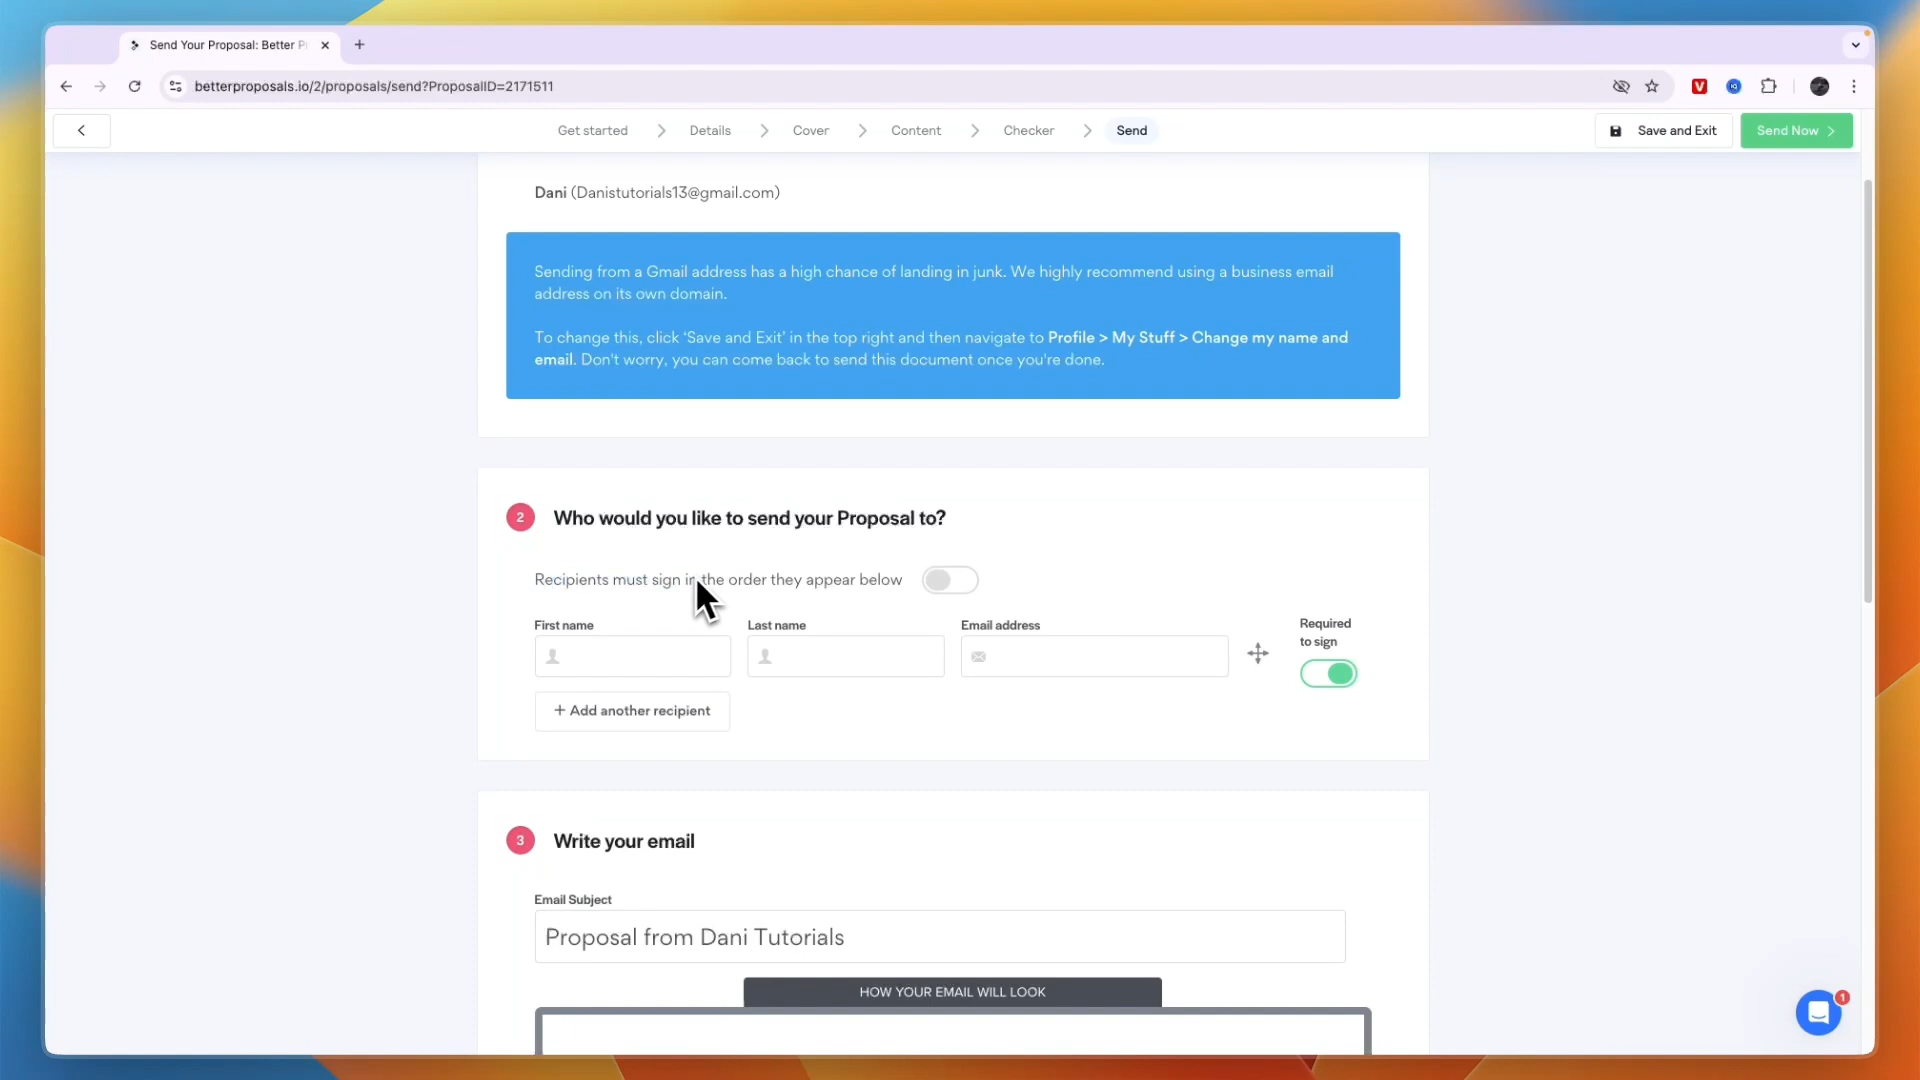 Send Your Proposal: Better P
betterproposals.io/2/proposals/send?ProposalID=2171511
Get started
Details
Cover
Content
Checker
Send
Save and Exit
Send Now
Dani (Danistutorials13@gmail.com)
Sending from a Gmail address has a high chance of landing in junk. We highly recommend using a business email
address on its own domain.
To change this, click ‘Save and Exit’ in the top right and then navigate to Profile > My Stuff > Change my name and
email. Don't worry, you can come back to send this document once you're done.
2
Who would you like to send your Proposal to?
Recipients must sign in the order they appear below
First name
Last name
Email address
Required
to sign
+ Add another recipient
3
Write your email
Email Subject
Proposal from Dani Tutorials
HOW YOUR EMAIL WILL LOOK
1